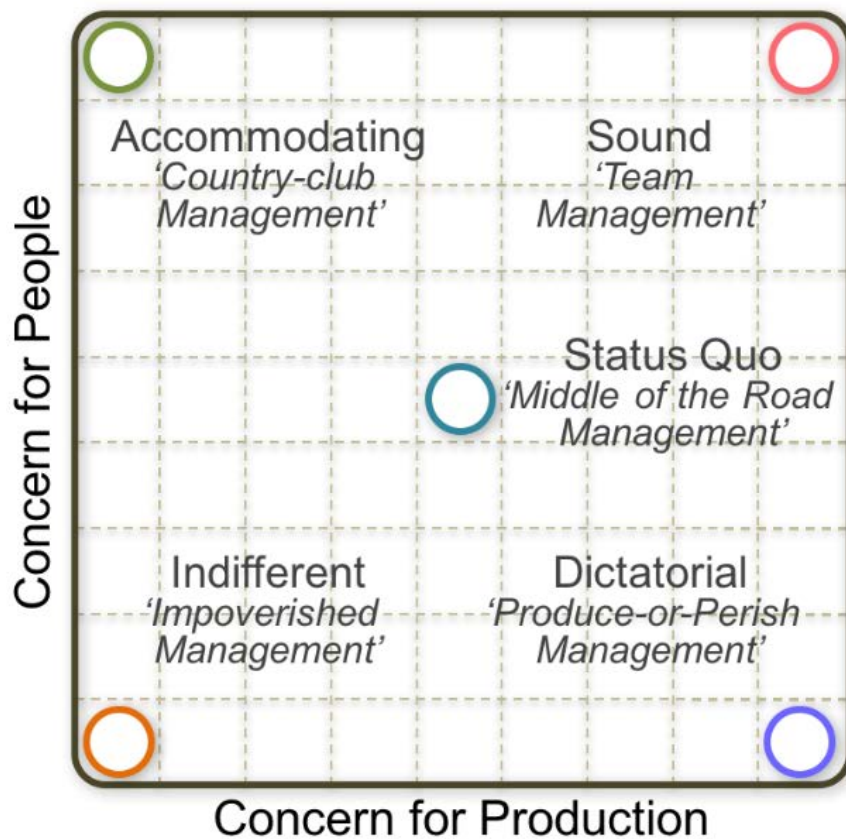 Accommodating
‘Country-club
Management’
Sound
‘Team
Management’
Concern for People
Status Quo
‘Middle of the Road
Management’
Indifferent
‘Impoverished
Management’
Dictatorial
‘Produce-or-Perish
Management’
Concern for Production